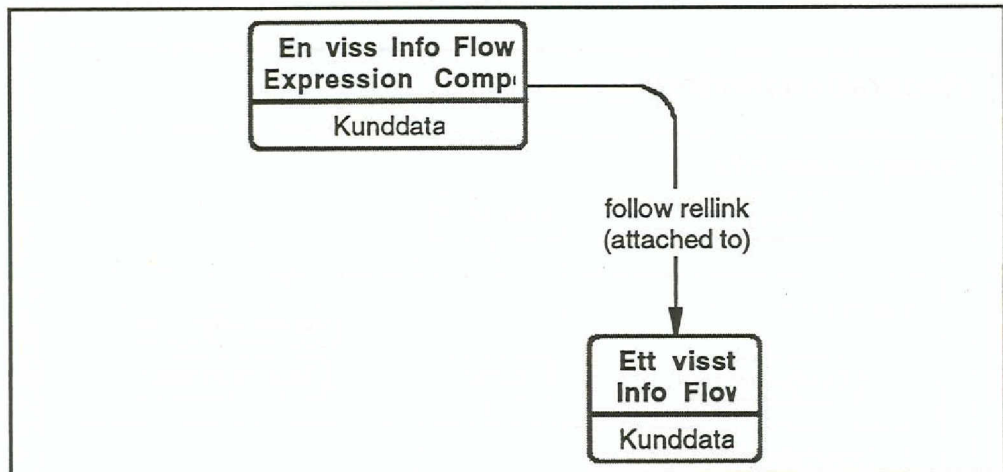 En viss Info Flow
Expression Comp
Kunddata
follow rellink
(attached to)
Ett visst
Info Flov
Kunddata